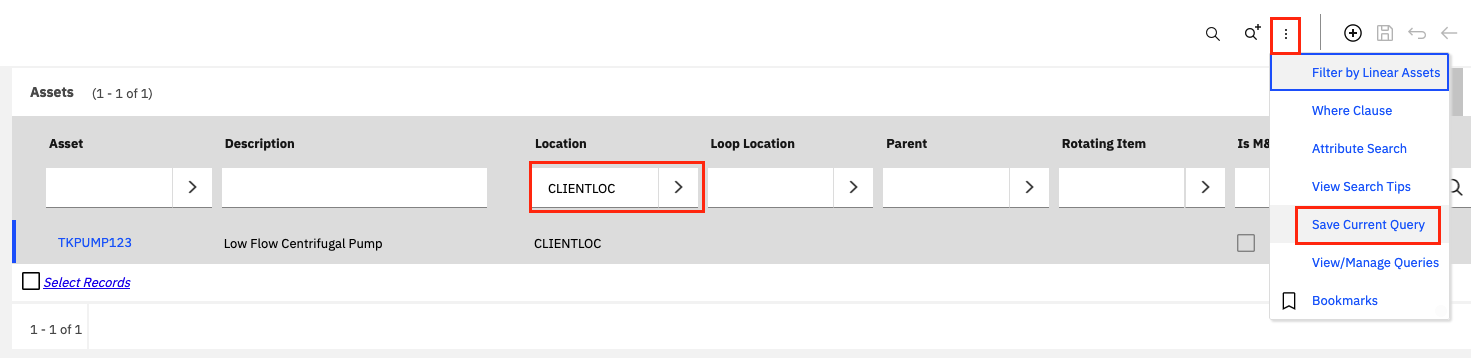 Filter by Linear Assets
Assets (1 - 1 of 1)
Where Clause
Asset Description Location Loop Location Parent Rotating Item Is M&
Attribute Search
CLIENTLOC
View Search Tips
Save Current Query
TKPUMP123 Low Flow Centrifugal Pump CLIENTLOC
View/Manage Queries
Select Records
Bookmarks
1 - 1 of 1